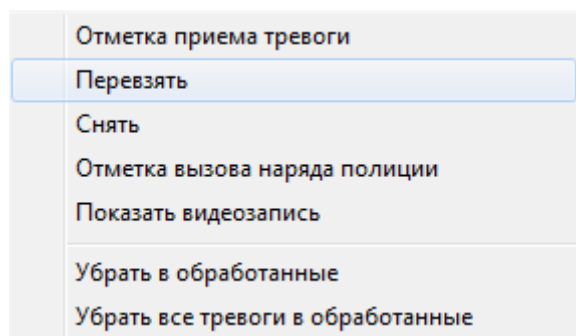 Отметка приема тревоги
Перевзять
Снять
Отметка вызова наряда полиции
Показать видеозапись
Убрать в обработанные
Убрать все тревоги в обработанные